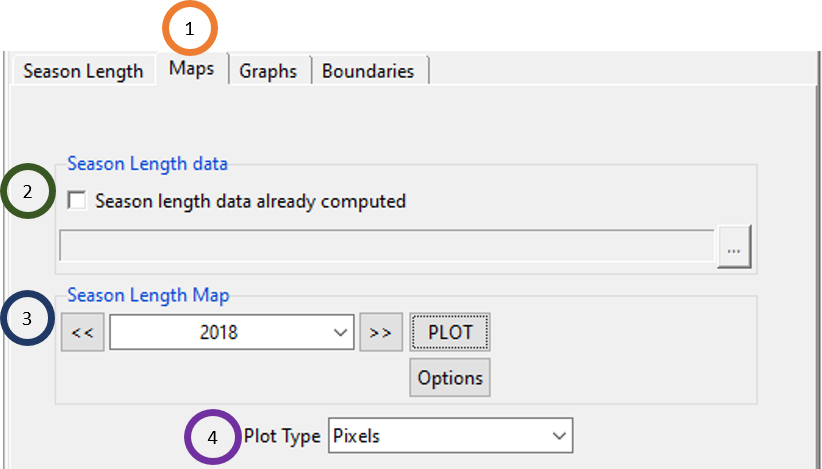 1
Season Length Maps Graphs Boundaries
Season Length data
2
Season length data already computed
...
Season Length Map
3
<< 2018 >> PLOT
Options
4 Plot Type Pixels